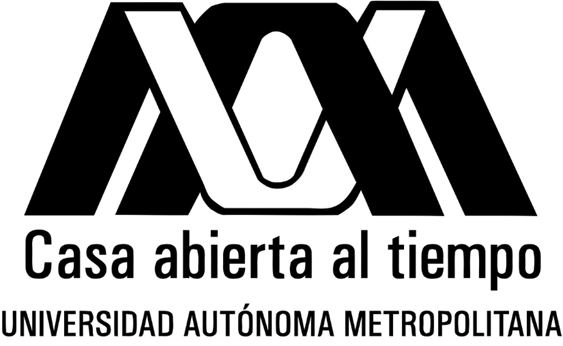 Casa abierta al tiempo
UNIVERSIDAD AUTÓNOMA METROPOLITANA